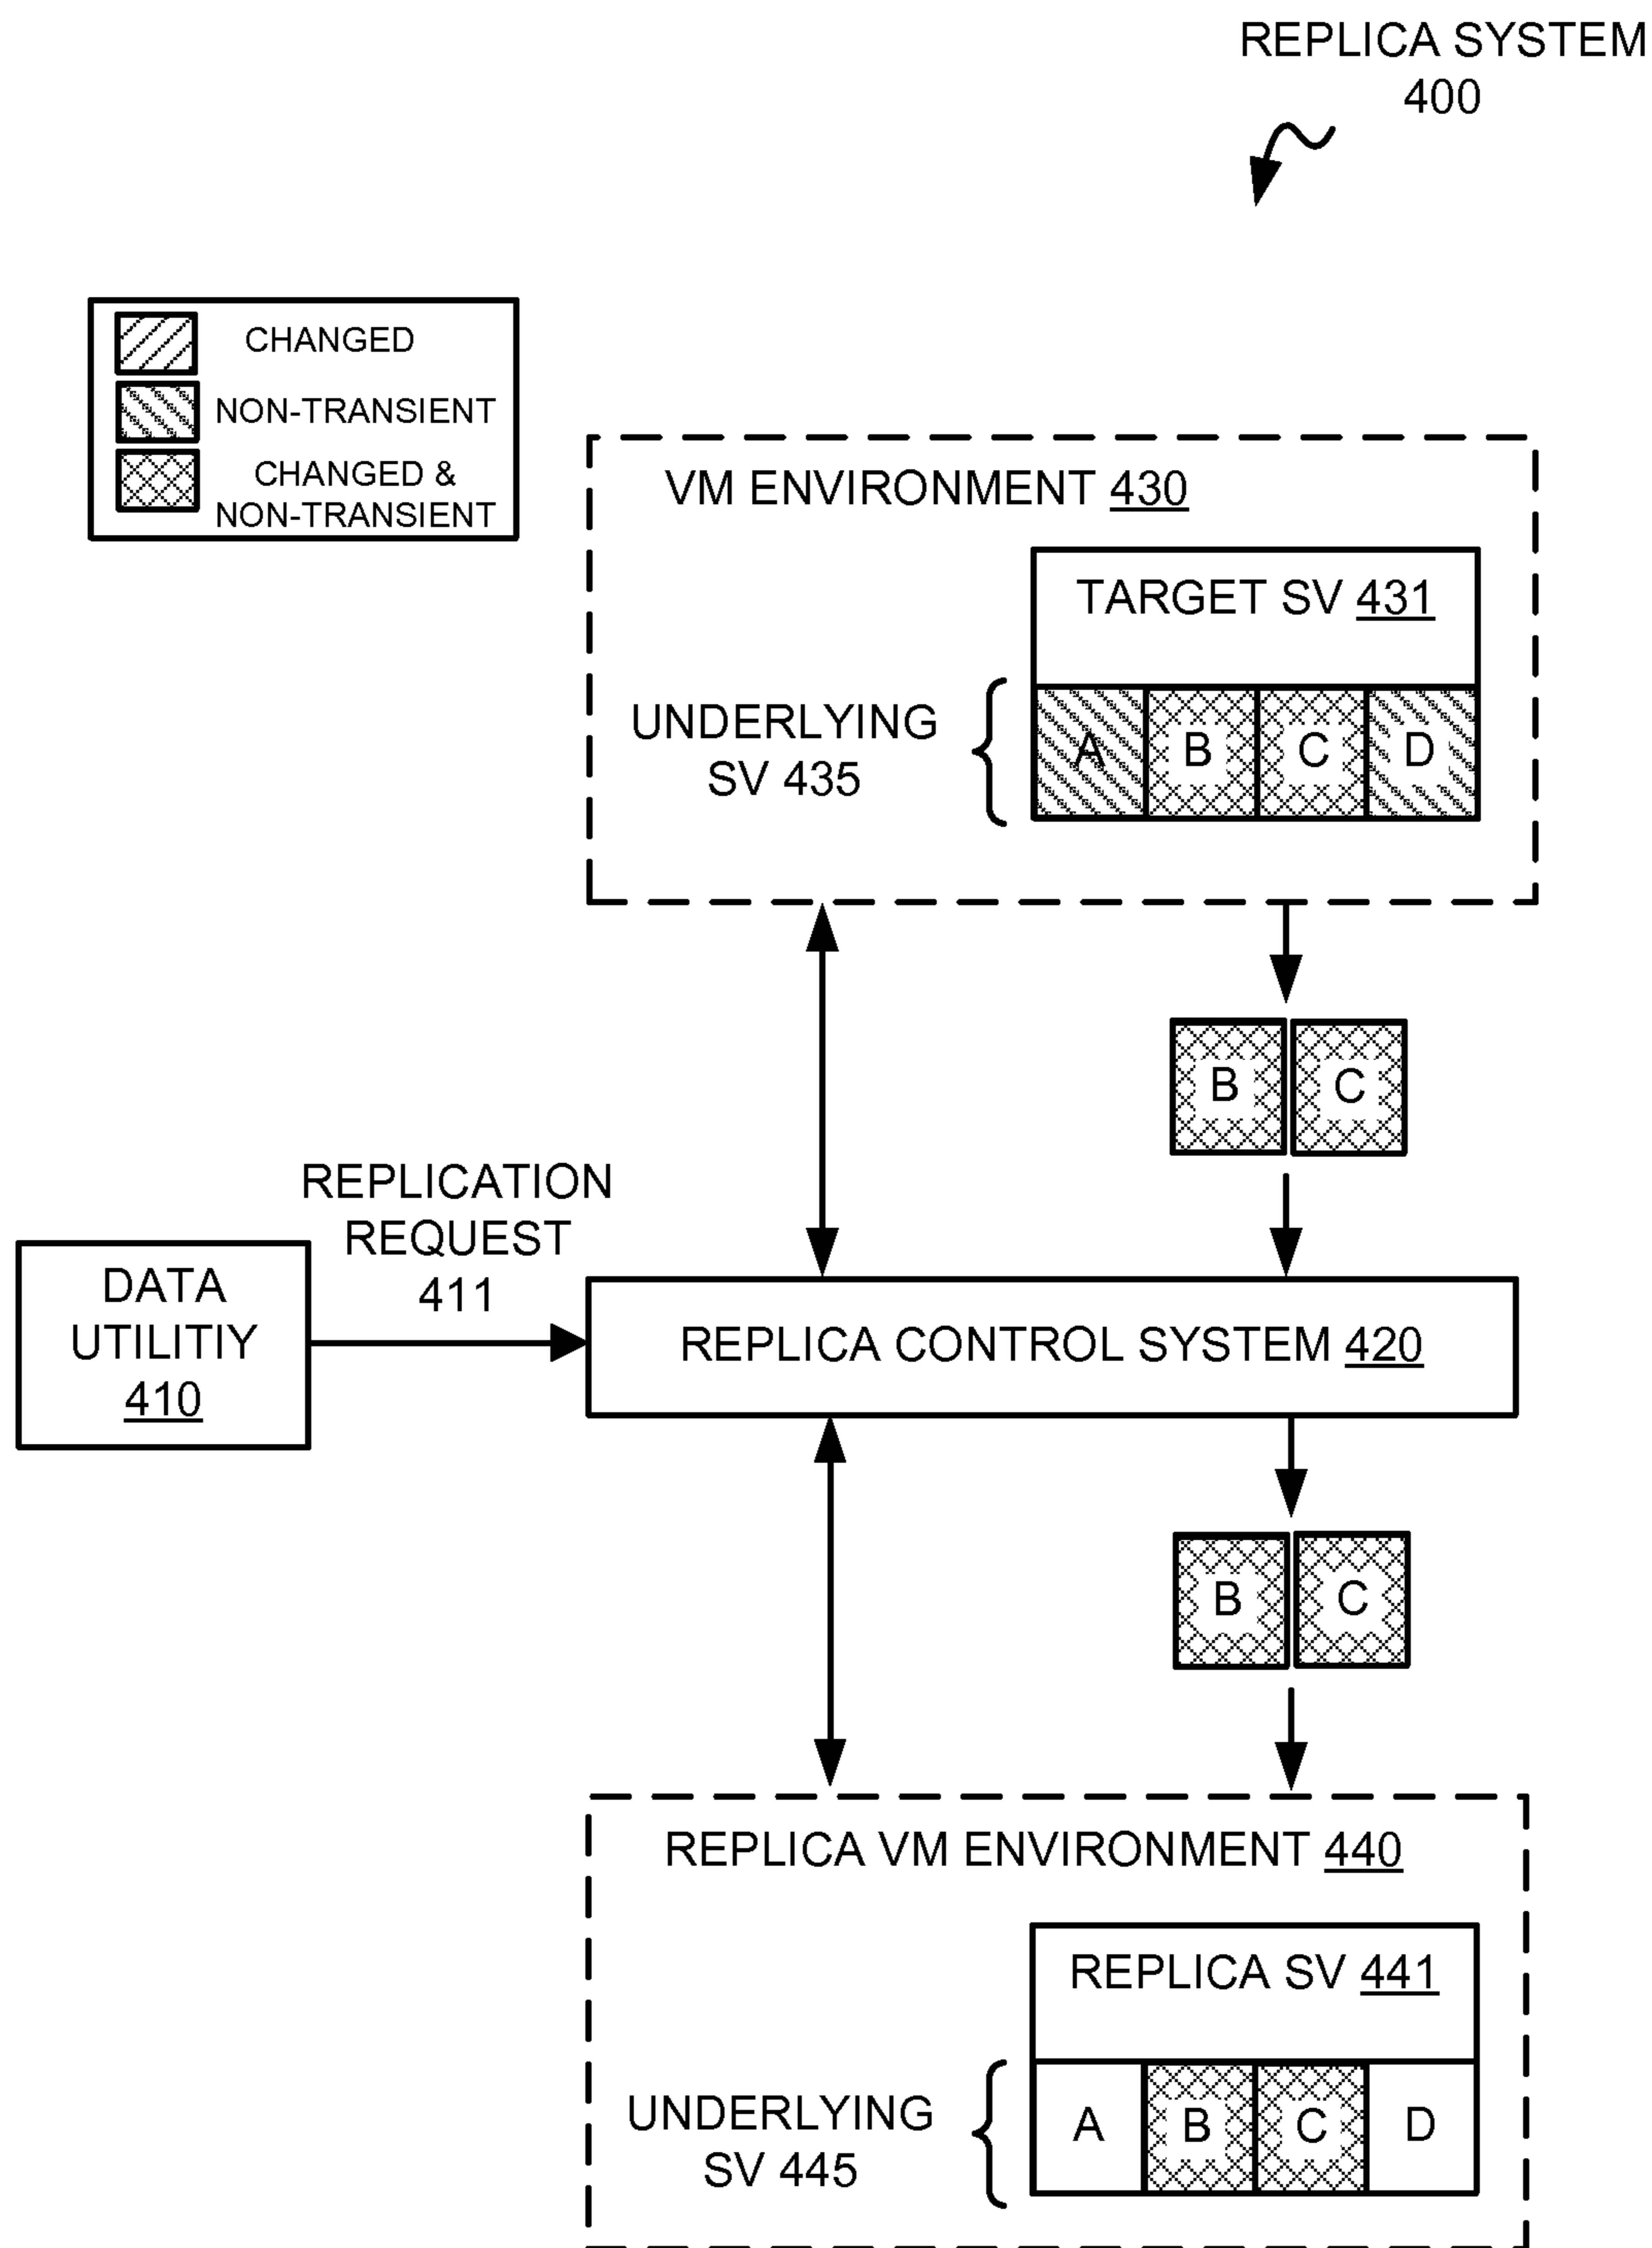 REPLICA SYSTEM
400
CHANGED
NON-TRANSIENT
CHANGED &
NON-TRANSIENT
VM ENVIRONMENT 430
TARGET SV 431
UNDERLYING
SV 435
A B C D
B C
REPLICATION
REQUEST
411
DATA
UTILITIY
410
REPLICA CONTROL SYSTEM 420
B C
REPLICA VM ENVIRONMENT 440
REPLICA SV 441
UNDERLYING
SV 445
A B C D